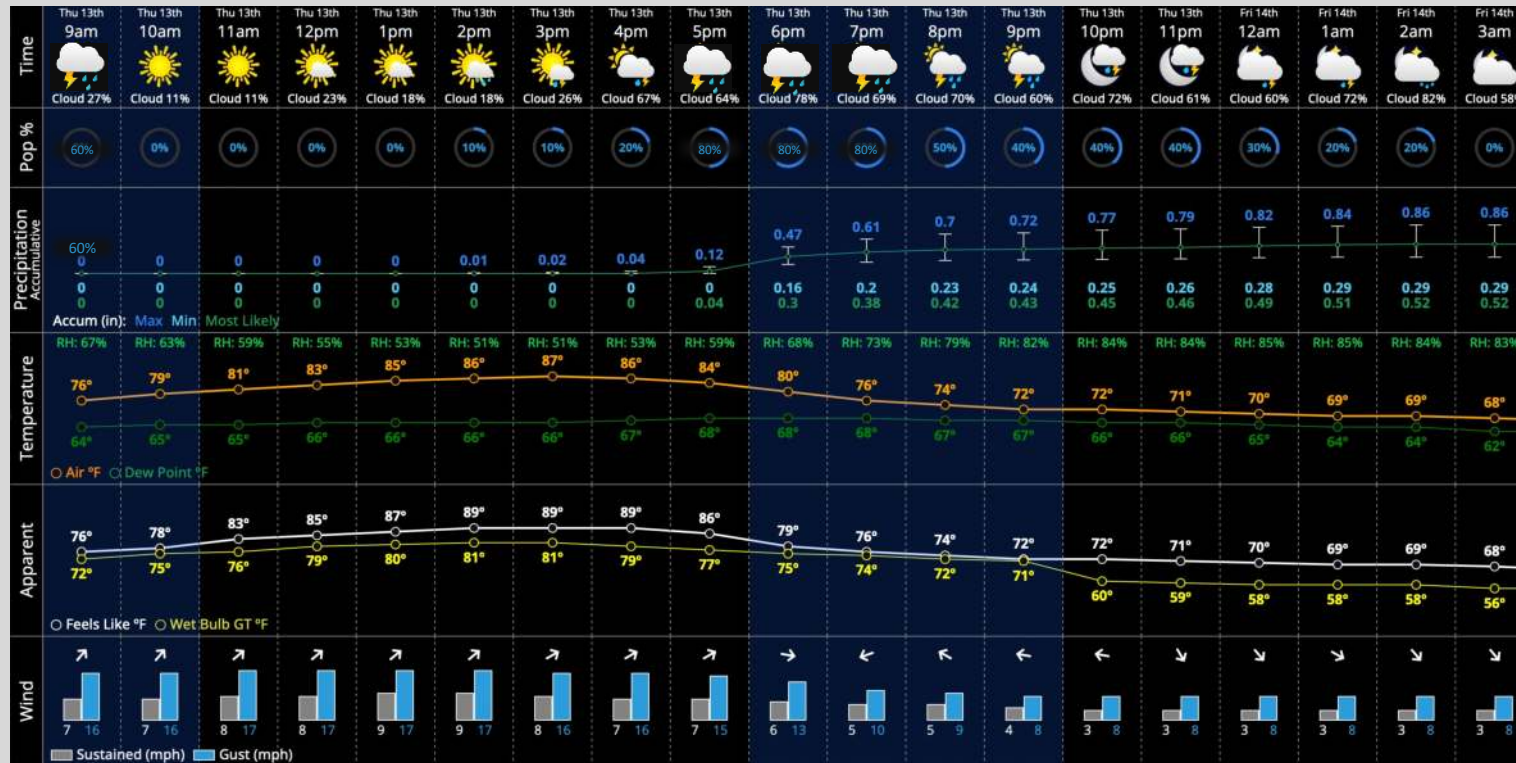 Time
Thu 13th Thu 13th Thu 13th Thu 13th Thu 13th Thu 13th Thu 13th Thu 13th Thu 13th Thu 13th Thu 13th Thu 13th Thu 13th Thu 13th Thu 13th Fri 14th Fri 14th Fri 14th Fri 14th
9am 10am 11am 12pm 1pm 2pm 3pm 4pm 5pm 6pm 7pm 8pm 9pm 10pm 11pm 12am 1am 2am 3am
Cloud 27% Cloud 11% Cloud 11% Cloud 23% Cloud 18% Cloud 18% Cloud 26% Cloud 67% Cloud 64% Cloud 78% Cloud 69% Cloud 70% Cloud 60% Cloud 72% Cloud 61% Cloud 60% Cloud 72% Cloud 82% Cloud 58%
Pop %
60% 0% 0% 0% 0% 10% 10% 20% 80% 80% 80% 50% 40% 40% 40% 30% 20% 20% 0%
Precipitation
Accumulative
60%
0 0 0 0 0 0.01 0.02 0.04 0.12 0.47 0.61 0.7 0.72 0.77 0.79 0.82 0.84 0.86 0.86
0 0 0 0 0 0 0 0 0 0.16 0.2 0.23 0.24 0.25 0.26 0.28 0.29 0.29 0.29
0 0 0 0 0 0 0 0 0.04 0.3 0.38 0.42 0.43 0.45 0.46 0.49 0.51 0.52 0.52
Accum (in): Max Min Most Likely
Temperature
RH: 67% RH: 63% RH: 59% RH: 55% RH: 53% RH: 51% RH: 51% RH: 53% RH: 59% RH: 68% RH: 73% RH: 79% RH: 82% RH: 84% RH: 84% RH: 85% RH: 85% RH: 84% RH: 83%
76° 79° 81° 83° 85° 86° 87° 86° 84° 80° 76° 74° 72° 72° 71° 70° 69° 69° 68°
64° 65° 65° 66° 66° 66° 66° 67° 68° 68° 68° 67° 67° 66° 66° 65° 64° 64° 62°
Air °F Dew Point °F
Apparent
76° 78° 83° 85° 87° 89° 89° 89° 86° 79° 76° 74° 72° 72° 71° 70° 69° 69° 68°
72° 75° 76° 79° 80° 81° 81° 79° 77° 75° 74° 72° 71° 60° 59° 58° 58° 58° 56°
Feels Like °F Wet Bulb GT °F
Wind
7 16 7 16 8 17 8 17 9 17 9 17 8 16 7 16 7 15 6 13 5 10 5 9 4 8 3 8 3 8 3 8 3 8 3 8 3 8
Sustained (mph) Gust (mph)